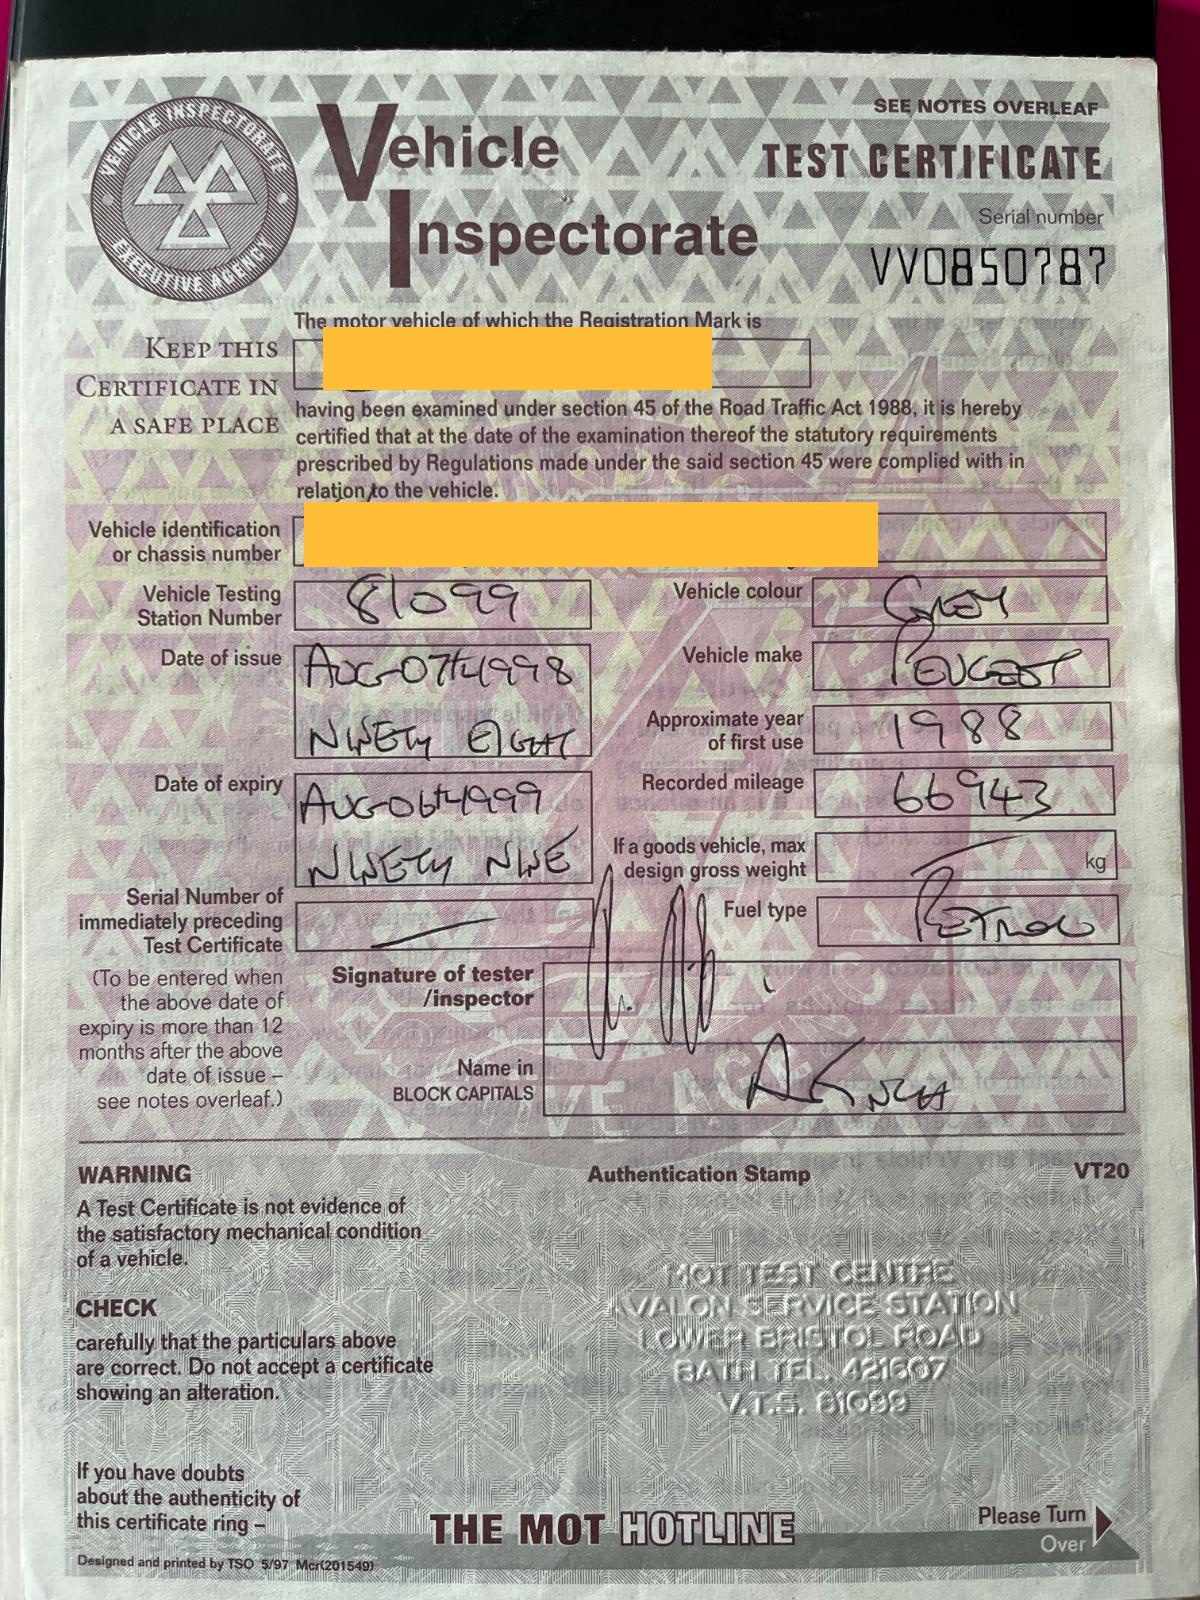 VEHICLE INSPECTORATE
EXECUTIVE AGENCY
Vehicle
Inspectorate
SEE NOTES OVERLEAF
TEST CERTIFICATE
Serial number
VV0850787
KEEP THIS
CERTIFICATE IN
A SAFE PLACE
The motor vehicle of which the Registration Mark is
having been examined under section 45 of the Road Traffic Act 1988, it is hereby
certified that at the date of the examination thereof the statutory requirements
prescribed by Regulations made under the said section 45 were complied with in
relation to the vehicle.
Vehicle identification
or chassis number
Vehicle Testing
Station Number
81099
Vehicle colour
GREY
Date of issue
AUG-07th-1998
NINETY EIGHT
Vehicle make
PEUGEOT
Approximate year
of first use
1988
Date of expiry
AUG-06th-1999
NINETY NINE
Recorded mileage
66943
If a goods vehicle, max
design gross weight
kg
Serial Number of
immediately preceding
Test Certificate
Fuel type
PETROL
(To be entered when
the above date of
expiry is more than 12
months after the above
date of issue –
see notes overleaf.)
Signature of tester
/inspector
Name in
BLOCK CAPITALS
WARNING
A Test Certificate is not evidence of
the satisfactory mechanical condition
of a vehicle.
Authentication Stamp
VT20
CHECK
carefully that the particulars above
are correct. Do not accept a certificate
showing an alteration.
MOT TEST CENTRE
AVALON SERVICE STATION
LOWER BRISTOL ROAD
BATH TEL. 421607
V.T.S. 81099
If you have doubts
about the authenticity of
this certificate ring –
THE MOT HOTLINE
Please Turn
Over
Designed and printed by TSO 5/97 Mcr(201549)